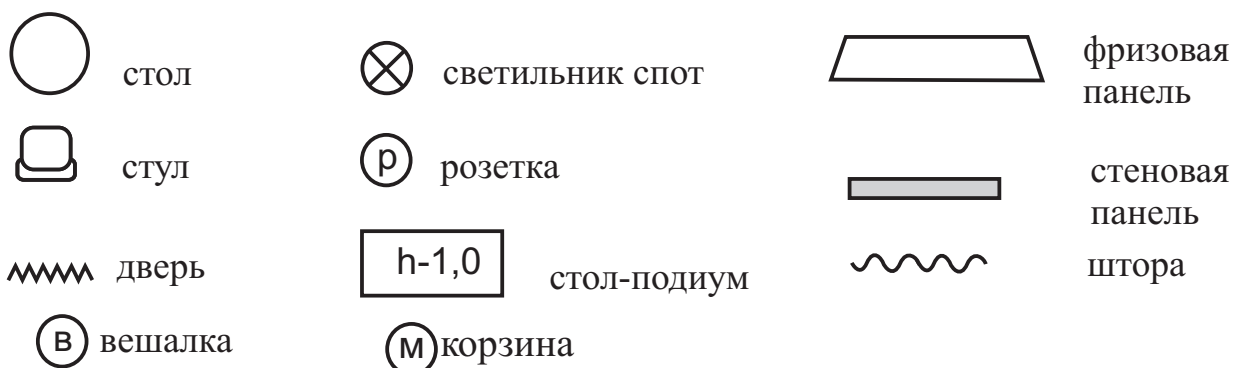 стол
светильник спот
фризовая
панель
стул
р
розетка
стеновая
панель
дверь
h-1,0
стол-подиум
штора
в
вешалка
м
корзина